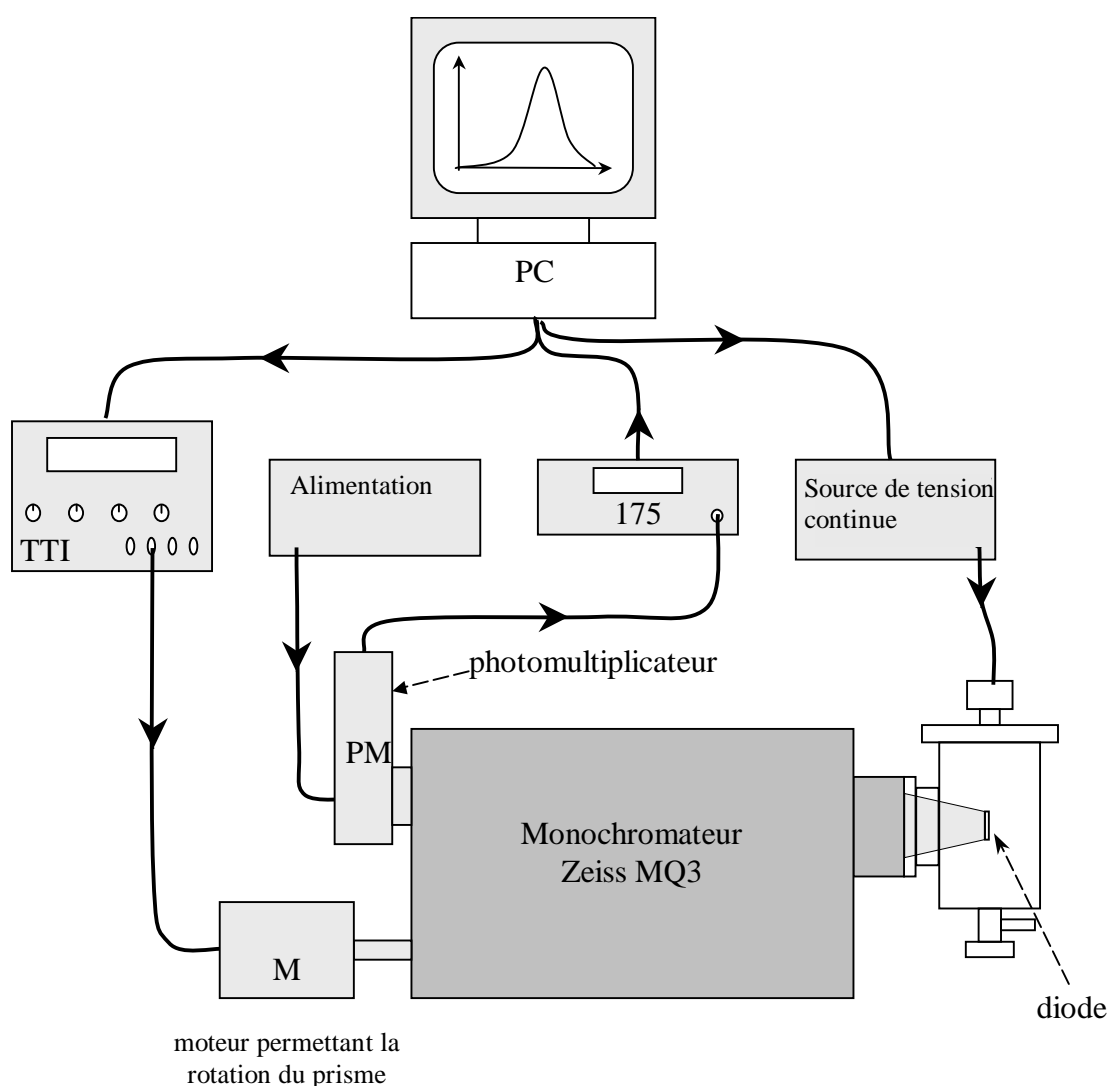 PC
TTI
Alimentation
175
Source de tension
continue
photomultiplicateur
PM
Monochromateur
Zeiss MQ3
M
diode
moteur permettant la
rotation du prisme